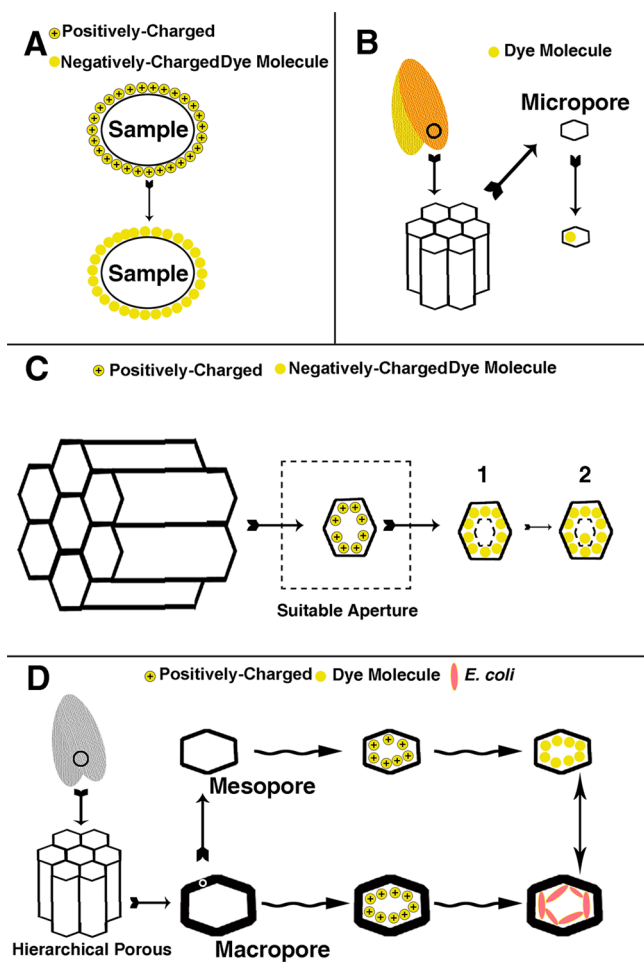 A
Positively-Charged
Negatively-ChargedDye Molecule
Sample
Sample
B
Dye Molecule
Micropore
C
Positively-Charged
Negatively-ChargedDye Molecule
1
2
Suitable Aperture
D
Positively-Charged
Dye Molecule
E. coli
Mesopore
Hierarchical Porous
Macropore